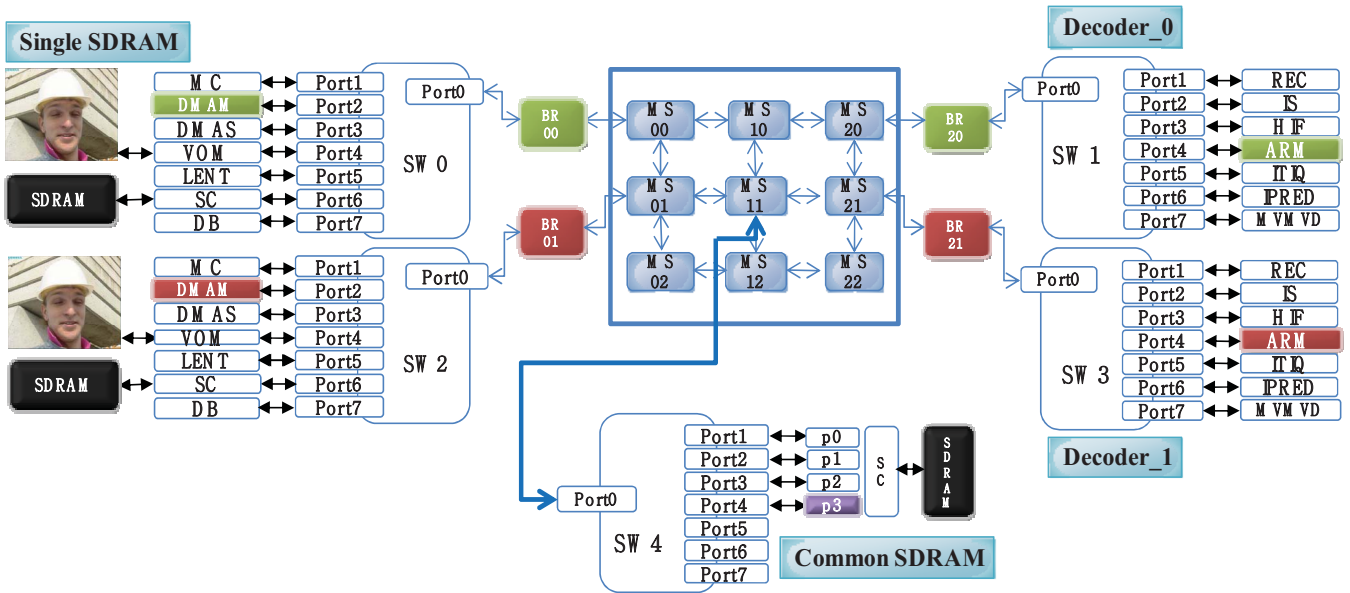 Single SDRAM
Decoder_0
MC Port1
DMAM Port2
DMAS Port3
VOM Port4
LENT Port5
SC Port6
DB Port7
SDRAM
Port0
SW 0
BR 00
MS 00
MS 10
MS 20
BR 20
Port0
SW 1
Port1 REC
Port2 IS
Port3 HIF
Port4 ARM
Port5 ITIQ
Port6 IPRED
Port7 MVMVD
MS 01
MS 11
MS 21
BR 01
BR 21
MS 02
MS 12
MS 22
MC Port1
DMAM Port2
DMAS Port3
VOM Port4
LENT Port5
SC Port6
DB Port7
SDRAM
Port0
SW 2
Port0
SW 3
Port1 REC
Port2 IS
Port3 HIF
Port4 ARM
Port5 ITIQ
Port6 IPRED
Port7 MVMVD
Decoder_1
Port0
SW 4
Port1 p0
Port2 p1
Port3 p2
Port4 p3
Port5
Port6
Port7
SC
SDRAM
Common SDRAM